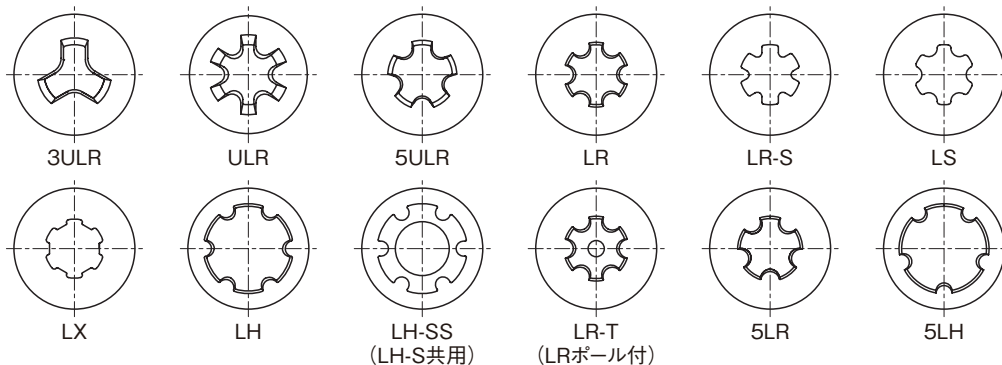 3ULR
ULR
5ULR
LR
LR-S
LS
LX
LH
LH-SS
（LH-S共用）
LR-T
（LRポール付）
5LR
5LH